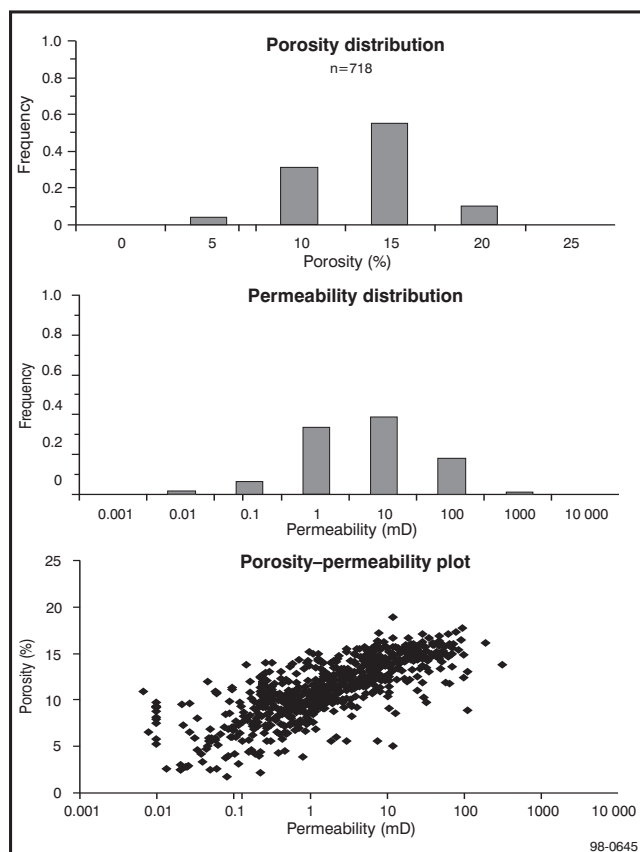 Porosity distribution
n=718
Frequency
1.0
0.8
0.6
0.4
0.2
0
0 5 10 15 20 25
Porosity (%)
Permeability distribution
Frequency
1.0
0.8
0.6
0.4
0.2
0
0.001 0.01 0.1 1 10 100 1000 10 000
Permeability (mD)
Porosity–permeability plot
Porosity (%)
25
20
15
10
5
0
0.001 0.01 0.1 1 10 100 1000 10 000
Permeability (mD)
98-0645